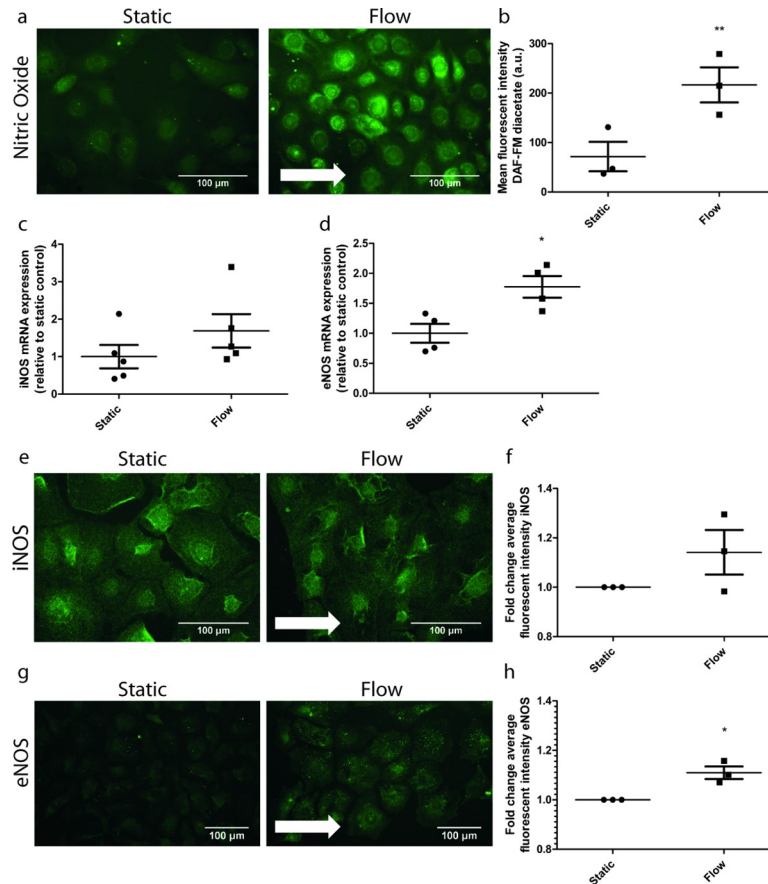 a
Static
Flow
Nitric Oxide
100 µm
100 µm
b
Mean fluorescent intensity
DAF-FM diacetate (a.u.)
300
200
100
0
**
Static
Flow
c
iNOS mRNA expression
(relative to static control)
4
3
2
1
0
Static
Flow
d
eNOS mRNA expression
(relative to static control)
2.5
2.0
1.5
1.0
0.5
0.0
*
Static
Flow
e
Static
Flow
iNOS
100 µm
100 µm
f
Fold change average
fluorescent intensity iNOS
1.4
1.2
1.0
0.8
Static
Flow
g
Static
Flow
eNOS
100 µm
100 µm
h
Fold change average
fluorescent intensity eNOS
1.4
1.2
1.0
0.8
*
Static
Flow